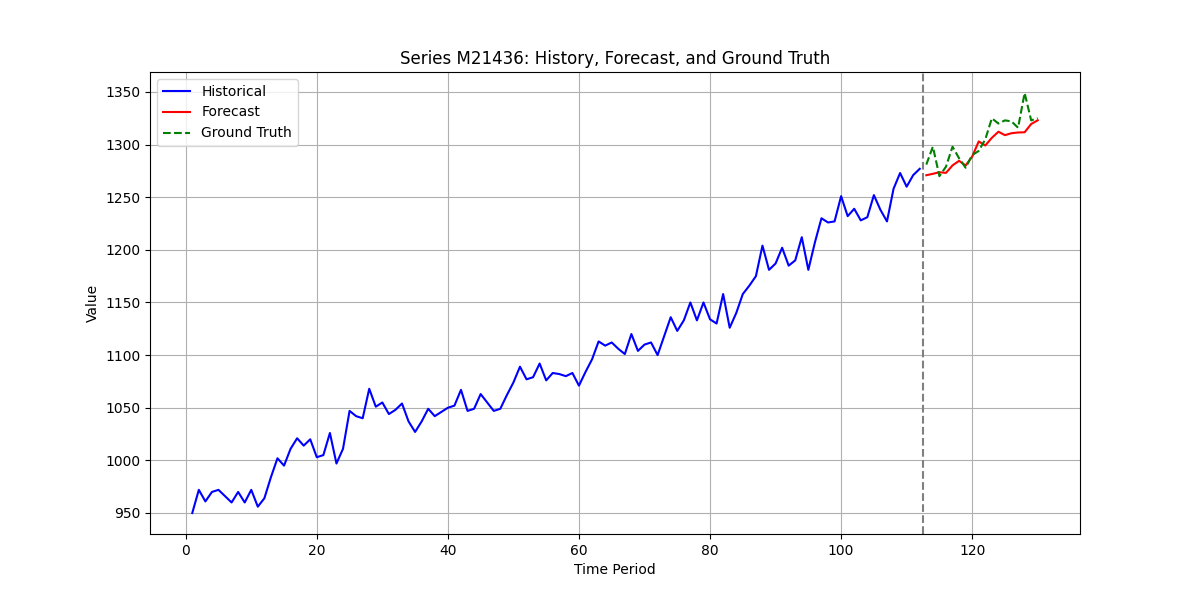 Series M21436: History, Forecast, and Ground Truth
Historical
Forecast
Ground Truth
1350
1300
1250
1200
1150
1100
1050
1000
950
Value
0 20 40 60 80 100 120
Time Period